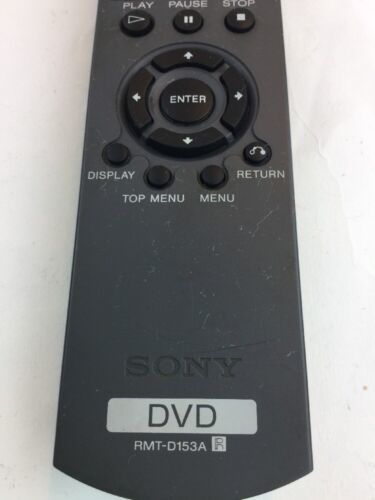 PLAY PAUSE STOP
ENTER
DISPLAY RETURN
TOP MENU MENU
SONY
DVD
RMT-D153A